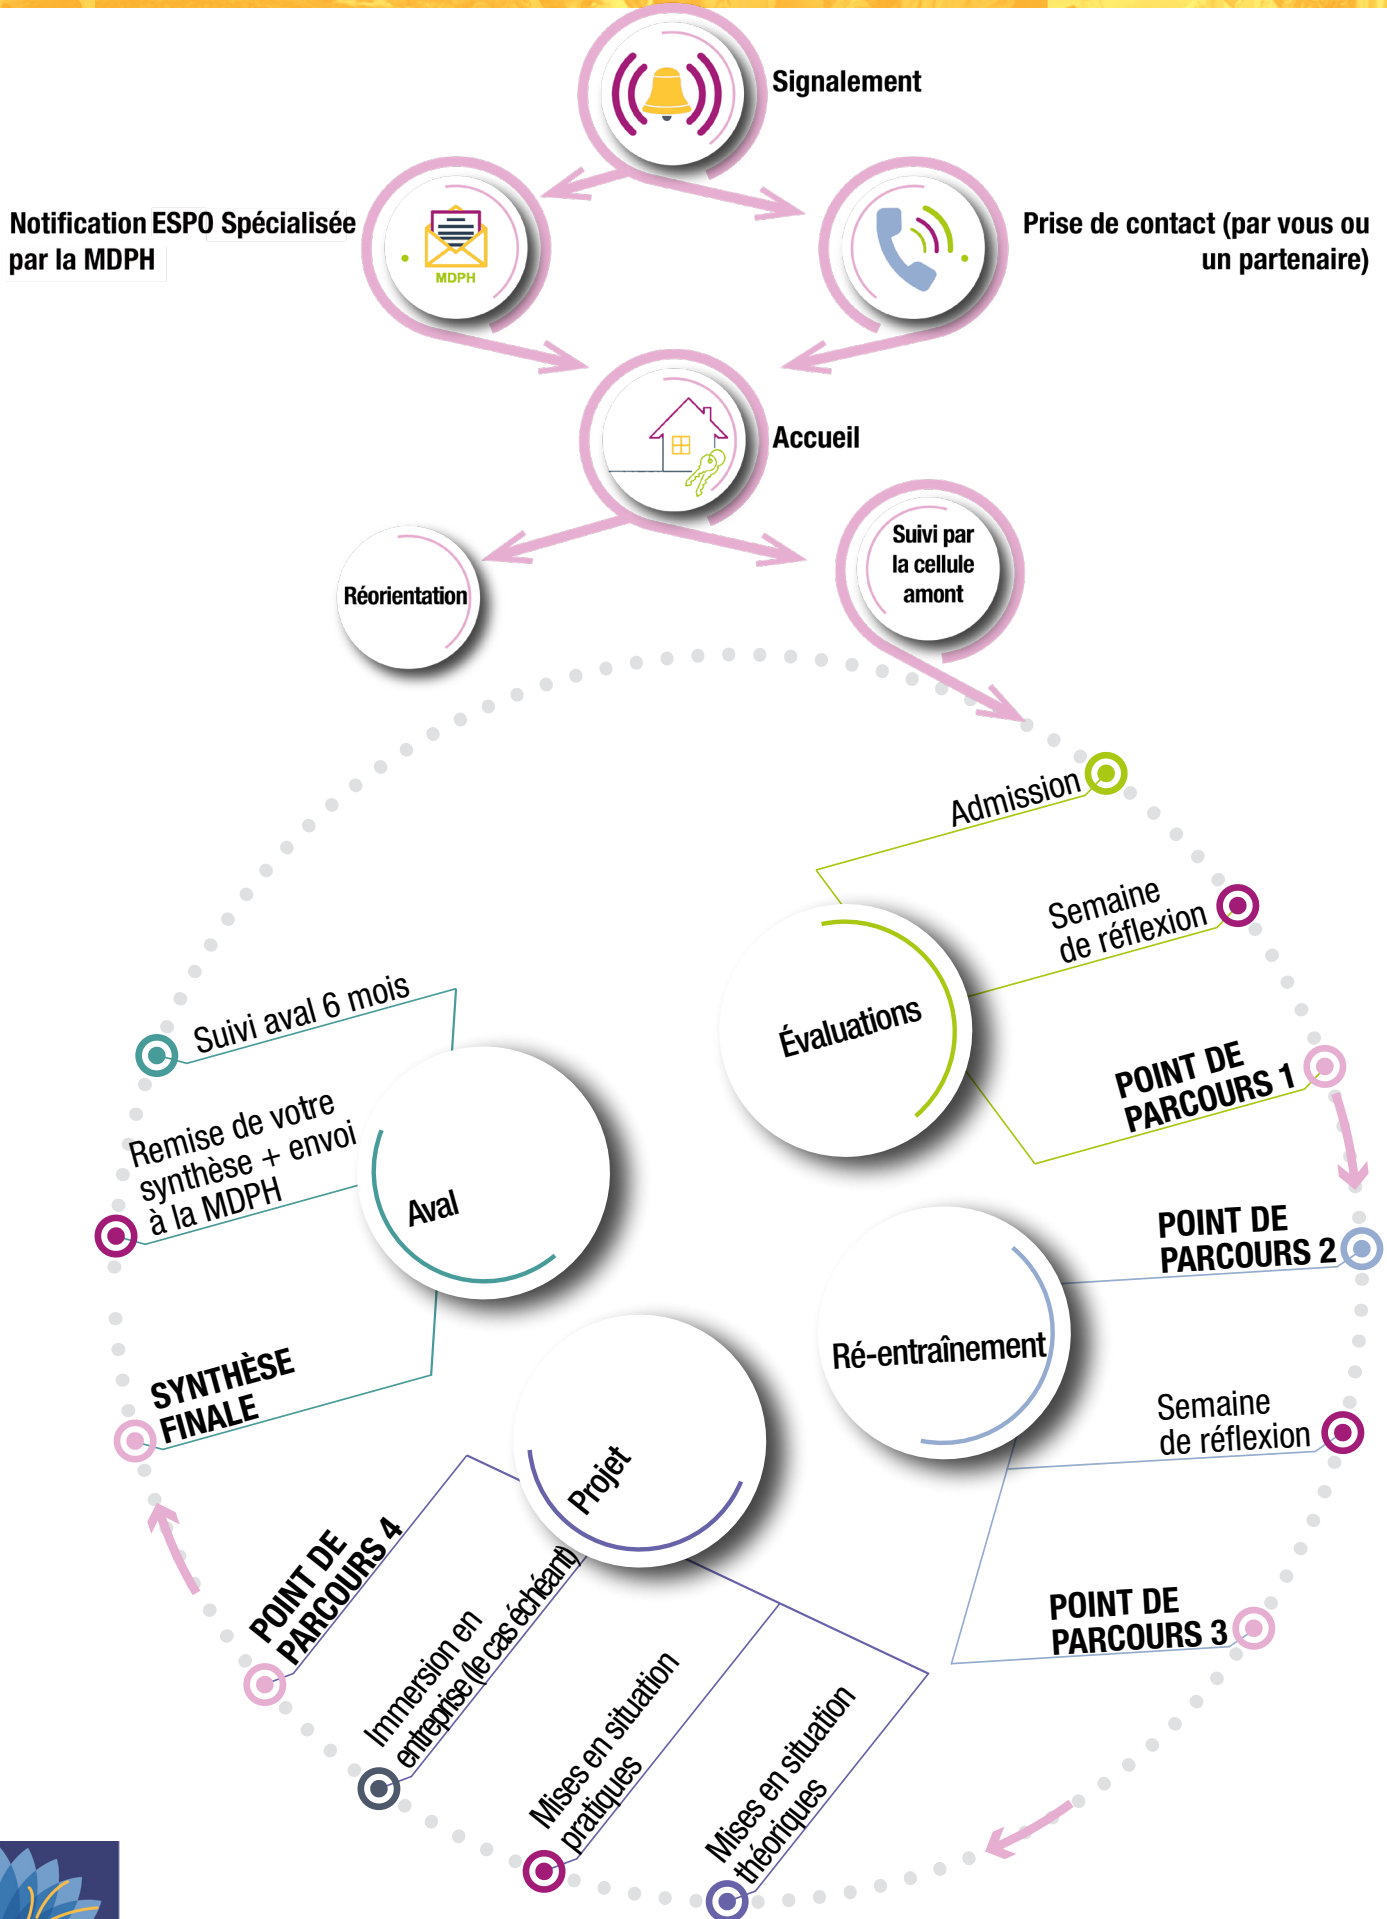 Signalement
Notification ESPO Spécialisée
par la MDPH
MDPH
Prise de contact (par vous ou
un partenaire)
Accueil
Réorientation
Suivi par
la cellule
amont
Admission
Semaine
de réflexion
Évaluations
POINT DE
PARCOURS 1
POINT DE
PARCOURS 2
Ré-entraînement
Semaine
de réflexion
POINT DE
PARCOURS 3
Projet
Mises en situation
théoriques
Mises en situation
pratiques
Immersion en
entreprise (le cas échéant)
POINT DE
PARCOURS 4
Aval
SYNTHÈSE
FINALE
Remise de votre
synthèse + envoi
à la MDPH
Suivi aval 6 mois